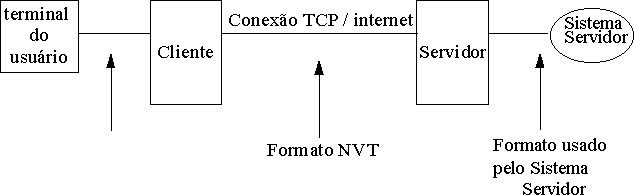 terminal
do
usuário
Cliente
Conexão TCP / internet
Servidor
Sistema
Servidor
Formato NVT
Formato usado
pelo Sistema
Servidor